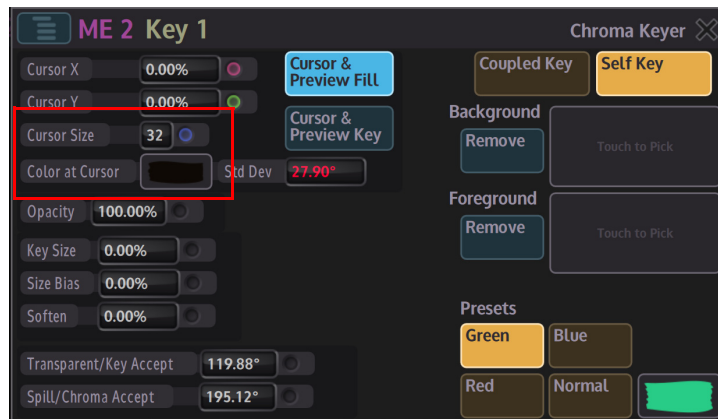 ME 2 Key 1
Chroma Keyer
Cursor X 0.00%
Cursor & Preview Fill
Coupled Key
Self Key
Cursor Y 0.00%
Cursor & Preview Key
Background
Cursor Size 32
Remove
Touch to Pick
Color at Cursor
Std Dev 27.90°
Foreground
Opacity 100.00%
Remove
Touch to Pick
Key Size 0.00%
Size Bias 0.00%
Soften 0.00%
Presets
Green
Blue
Transparent/Key Accept 119.88°
Red
Normal
Spill/Chroma Accept 195.12°